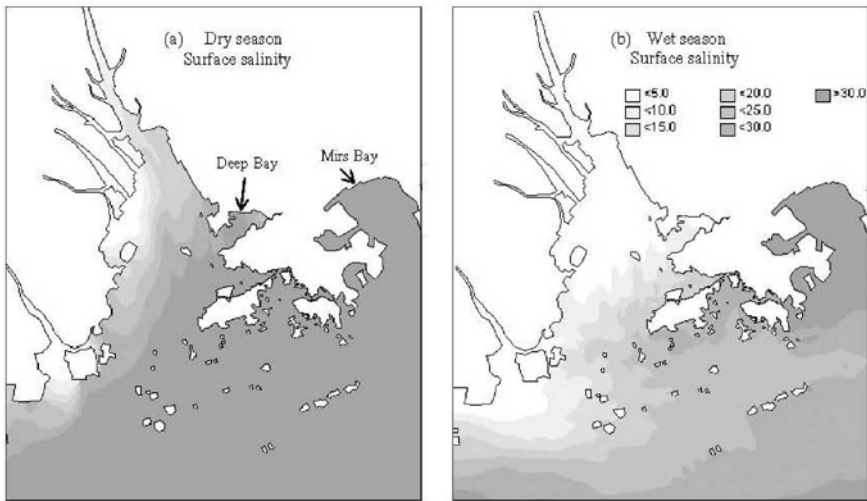 (a) Dry season
Surface salinity
Deep Bay
Mirs Bay
(b) Wet season
Surface salinity
≤5.0
<10.0
<15.0
<20.0
<25.0
<30.0
≥30.0